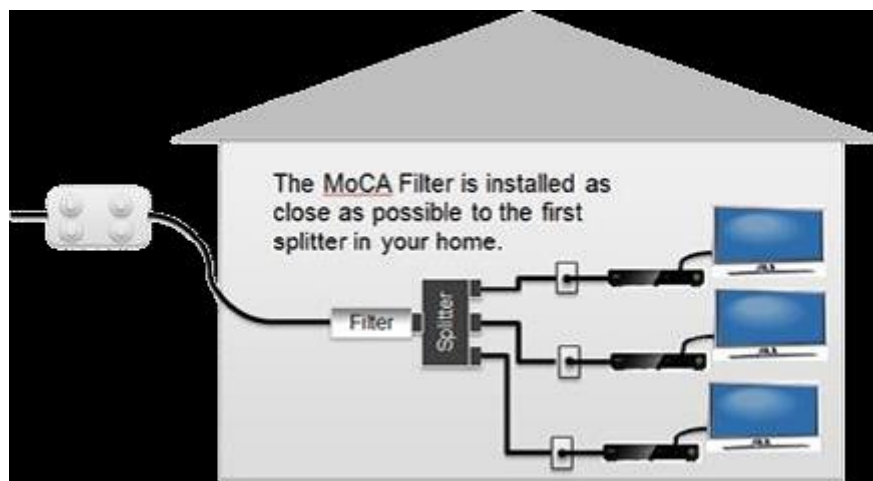 The MoCA Filter is installed as
close as possible to the first
splitter in your home.
Filter
Splitter